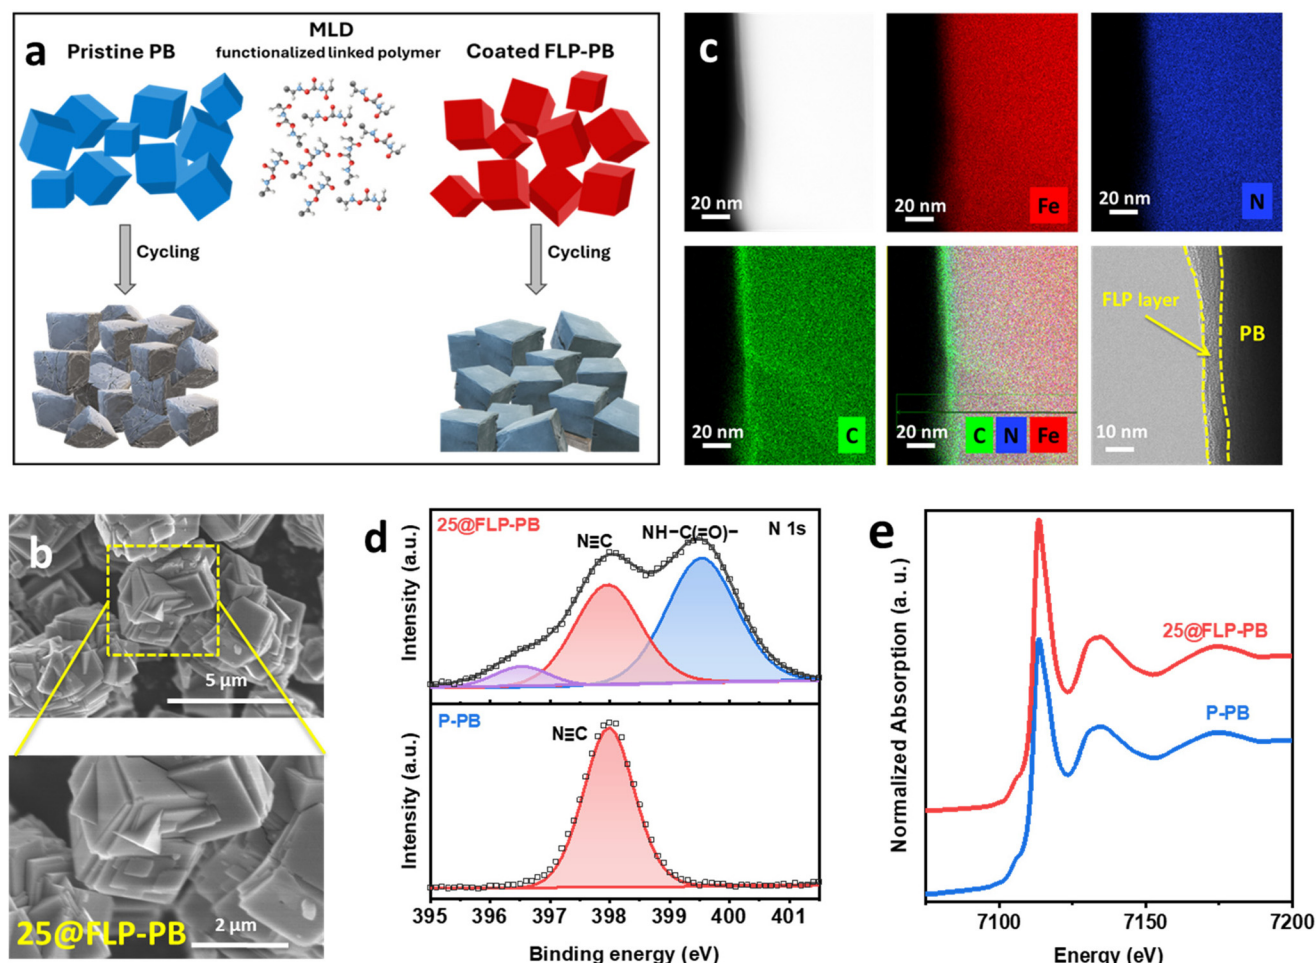 a
Pristine PB
MLD
functionalized linked polymer
Coated FLP-PB
Cycling
Cycling
c
20 nm
20 nm
Fe
20 nm
N
20 nm
C
20 nm
C N Fe
FLP layer
PB
10 nm
b
5 μm
25@FLP-PB
2 μm
d
25@FLP-PB
N≡C
NH−C(=O)−
N 1s
Intensity (a.u.)
P-PB
N≡C
Intensity (a.u.)
395 396 397 398 399 400 401
Binding energy (eV)
e
25@FLP-PB
P-PB
Normalized Absorption (a. u.)
7100 7150 7200
Energy (eV)